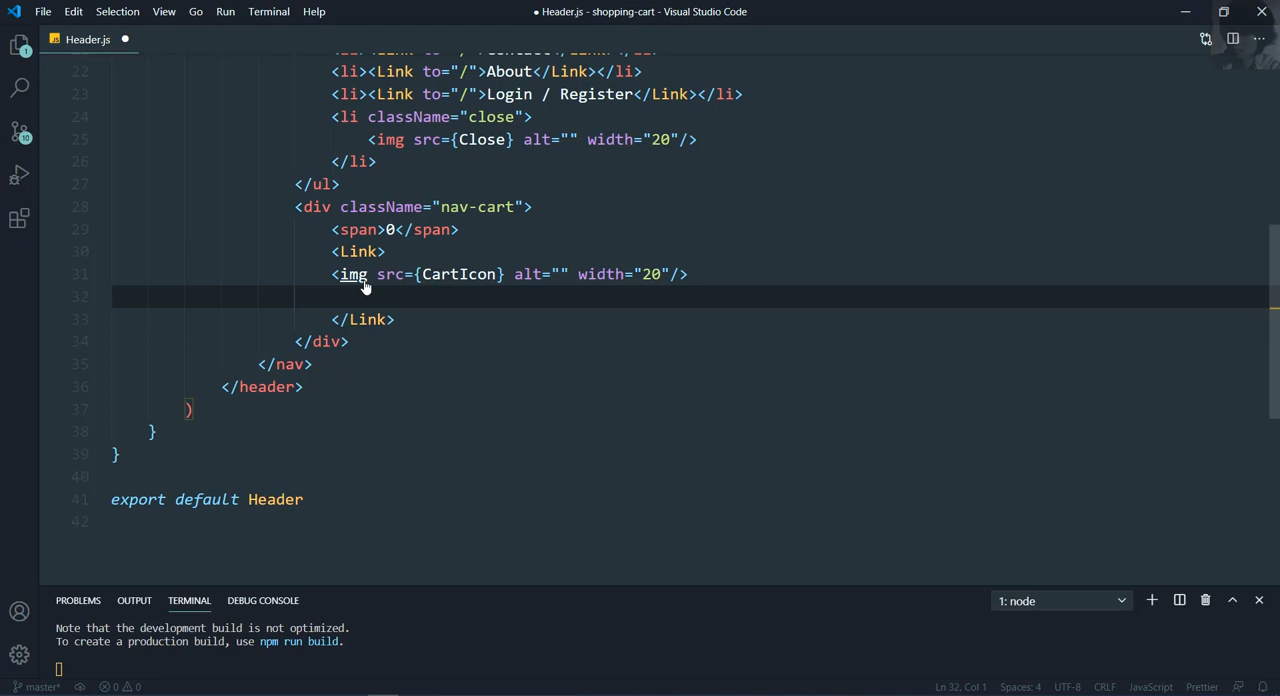 File Edit Selection View Go Run Terminal Help ● Header.js - shopping-cart - Visual Studio Code
JS Header.js ●
22 <li><Link to="/">About</Link></li>
23 <li><Link to="/">Login / Register</Link></li>
24 <li className="close">
25 <img src={Close} alt="" width="20"/>
26 </li>
27 </ul>
28 <div className="nav-cart">
29 <span>0</span>
30 <Link>
31 <img src={CartIcon} alt="" width="20"/>
32
33 </Link>
34 </div>
35 </nav>
36 </header>
37 )
38 }
39 }
40
41 export default Header
42
1
10
PROBLEMS OUTPUT TERMINAL DEBUG CONSOLE 1: node
Note that the development build is not optimized.
To create a production build, use npm run build.
master* 0 0 Ln 32, Col 1 Spaces: 4 UTF-8 CRLF JavaScript Prettier